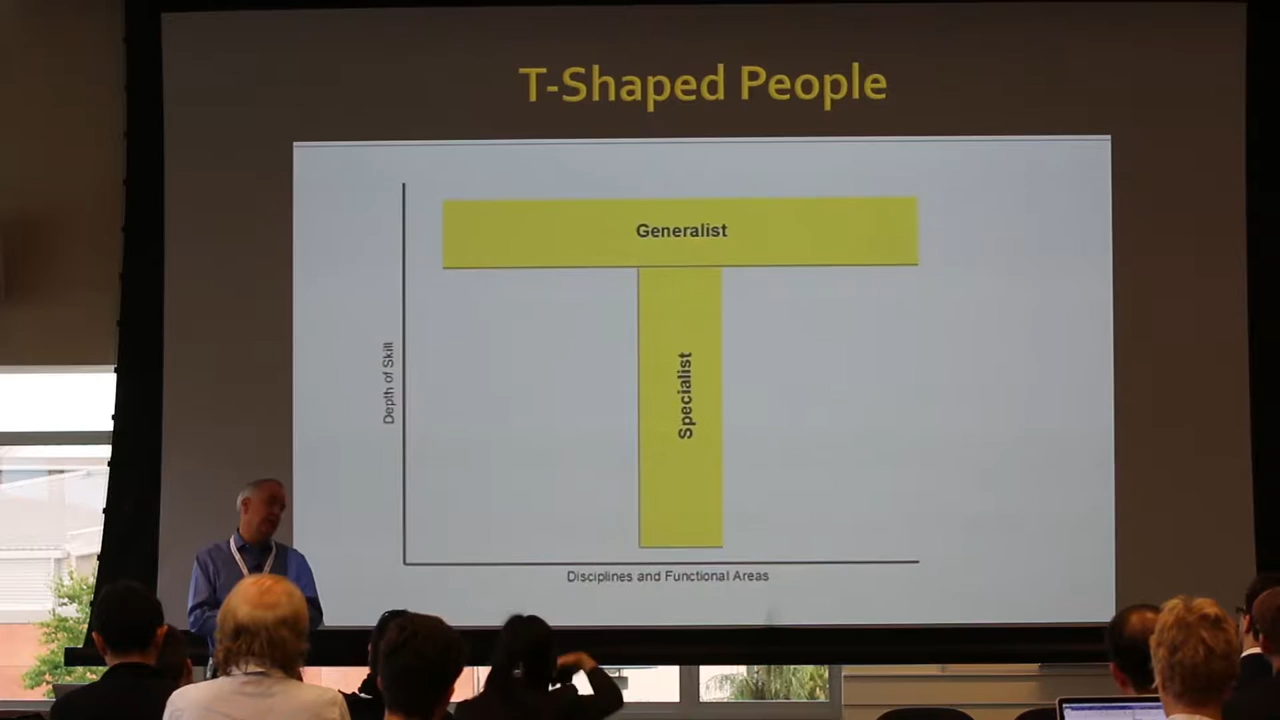 T-Shaped People
Generalist
Specialist
Depth of Skill
Disciplines and Functional Areas